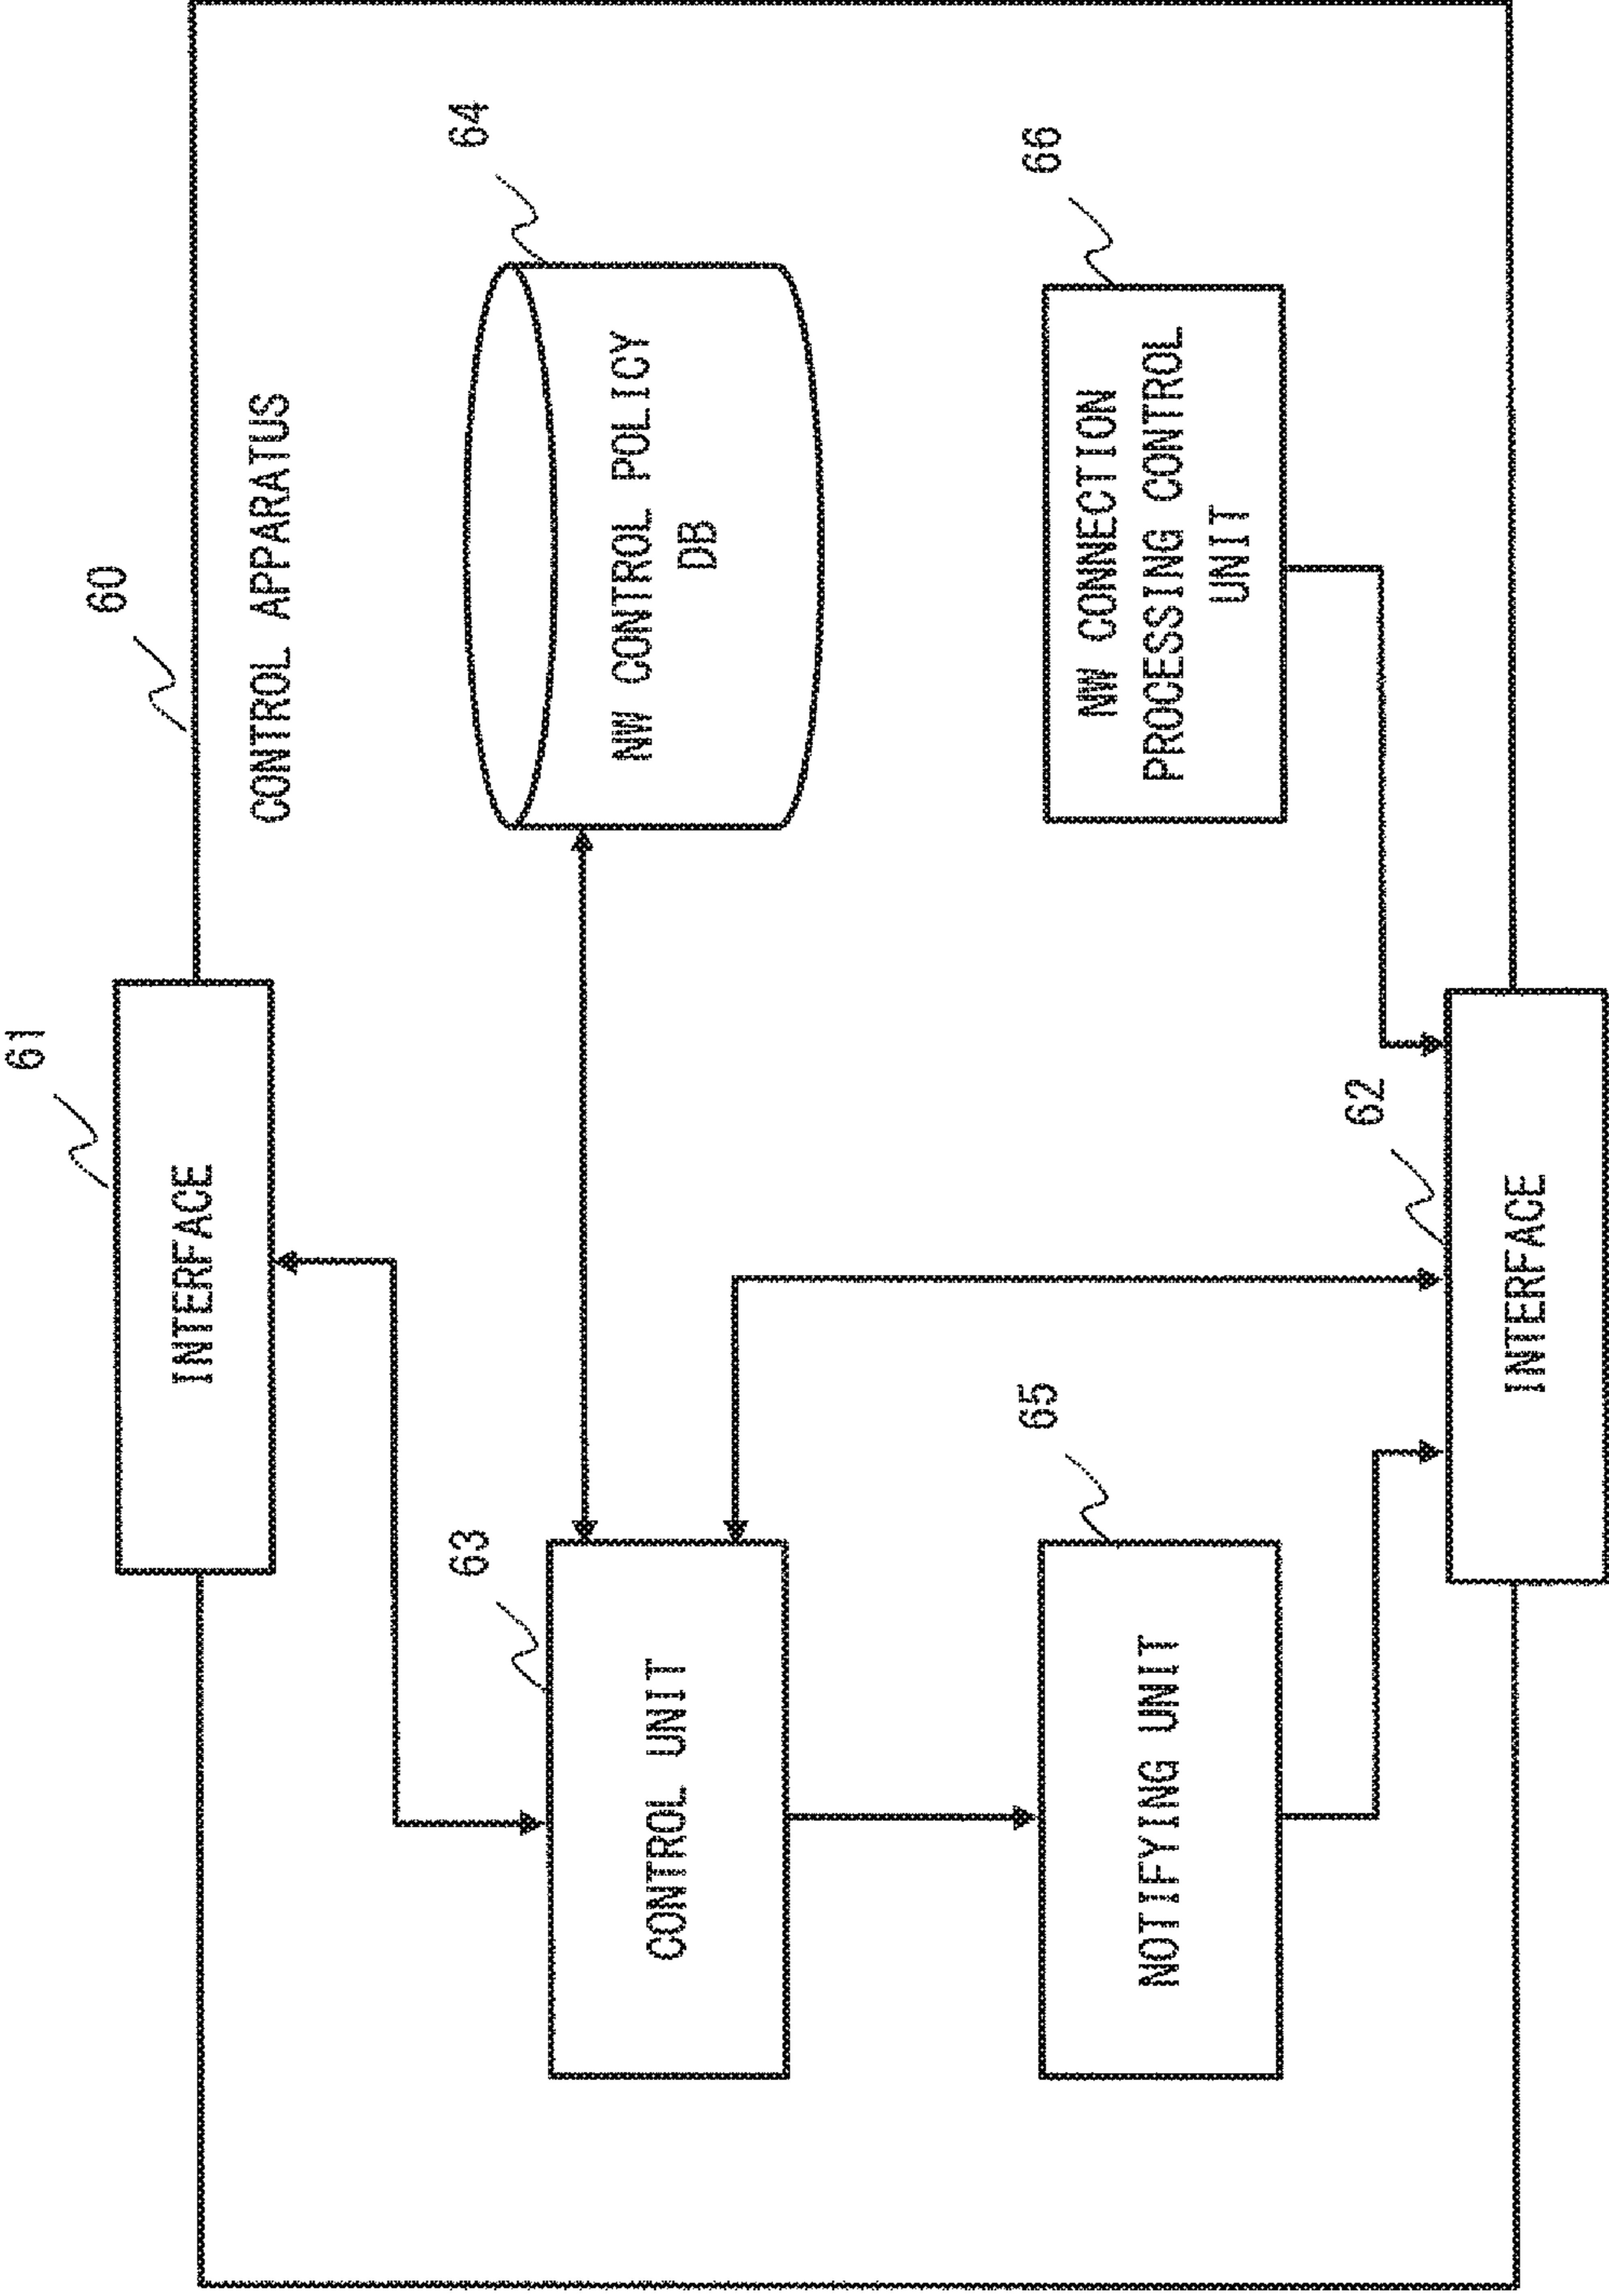 60
CONTROL APPARATUS
61
INTERFACE
63
CONTROL UNIT
64
NW CONTROL POLICY
DB
65
NOTIFYING UNIT
66
NW CONNECTION
PROCESSING CONTROL
UNIT
62
INTERFACE